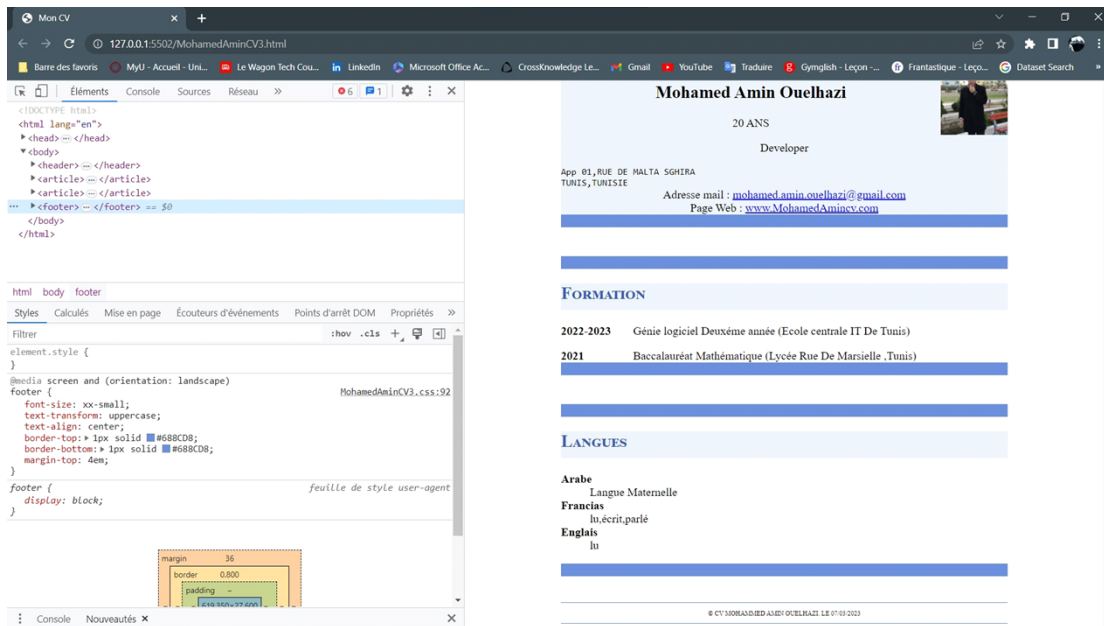 Mon CV
127.0.0.1:5502/MohamedAminCV3.html
Barre des favoris MyU - Accueil - Uni... Le Wagon Tech Cou... LinkedIn Microsoft Office Ac... CrossKnowledge Le... Gmail YouTube Traduire Gymglish - Leçon -... Frantastique - Leço... Dataset Search »
Éléments Console Sources Réseau » 6 1
<!DOCTYPE html>
<html lang="en">
<head> … </head>
<body>
<header> … </header>
<article> … </article>
<article> … </article>
<footer> … </footer> == $0
</body>
</html>
html body footer
Styles Calculés Mise en page Écouteurs d'événements Points d'arrêt DOM Propriétés »
Filtrer :hov .cls +
element.style {
}
@media screen and (orientation: landscape)
footer { MohamedAminCV3.css:92
font-size: xx-small;
text-transform: uppercase;
text-align: center;
border-top: 1px solid #688CD8;
border-bottom: 1px solid #688CD8;
margin-top: 4em;
}
footer { feuille de style user-agent
display: block;
}
margin 36
border 0.800
padding -
619.350×27.600
Console Nouveautés
Mohamed Amin Ouelhazi
20 ANS
Developer
App 01,RUE DE MALTA SGHIRA
TUNIS,TUNISIE
Adresse mail : mohamed.amin.ouelhazi@gmail.com
Page Web : www.MohamedAmincv.com
FORMATION
2022-2023 Génie logiciel Deuxéme année (Ecole centrale IT De Tunis)
2021 Baccalauréat Mathématique (Lycée Rue De Marsielle ,Tunis)
LANGUES
Arabe
Langue Maternelle
Francias
lu,écrit,parlé
Englais
lu
© CV MOHAMMED AMIN OUELHAZI. LE 07/03/2023